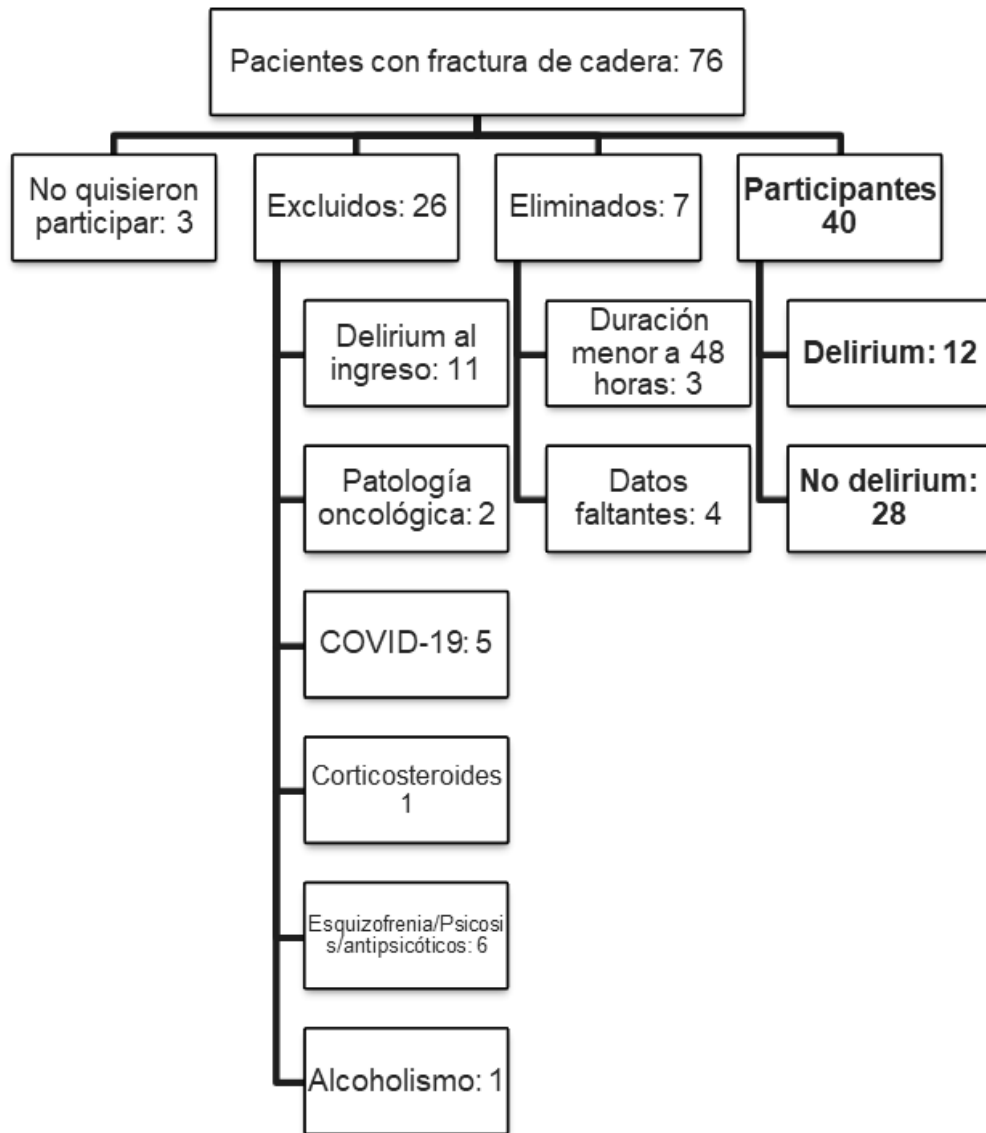 Pacientes con fractura de cadera: 76
No quisieron
participar: 3
Excluidos: 26
Eliminados: 7
Participantes
40
Delirium al
ingreso: 11
Patología
oncológica: 2
COVID-19: 5
Corticosteroides
1
Esquizofrenia/Psicosi
s/antipsicóticos: 6
Alcoholismo: 1
Duración
menor a 48
horas: 3
Datos
faltantes: 4
Delirium: 12
No delirium:
28